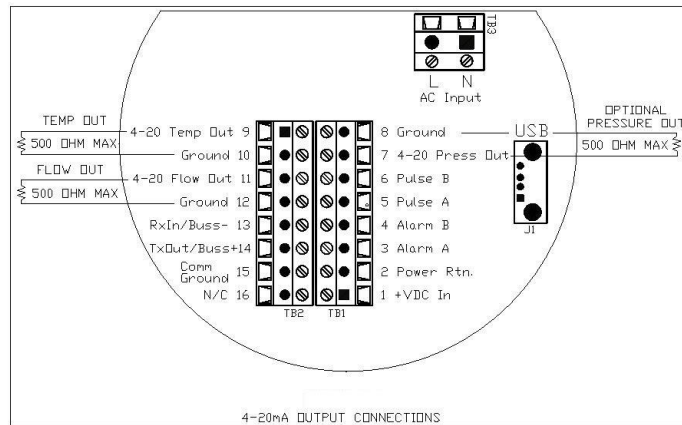 TB3
L N
AC Input
TEMP OUT
500 OHM MAX
FLOW OUT
500 OHM MAX
4-20 Temp Out 9
Ground 10
4-20 Flow Out 11
Ground 12
RxIn/Buss- 13
TxOut/Buss+14
Comm
Ground 15
N/C 16
TB2
TB1
8 Ground
7 4-20 Press Out
6 Pulse B
5 Pulse A
4 Alarm B
3 Alarm A
2 Power Rtn.
1 +VDC In
USB
J1
OPTIONAL
PRESSURE OUT
500 OHM MAX
4-20mA OUTPUT CONNECTIONS